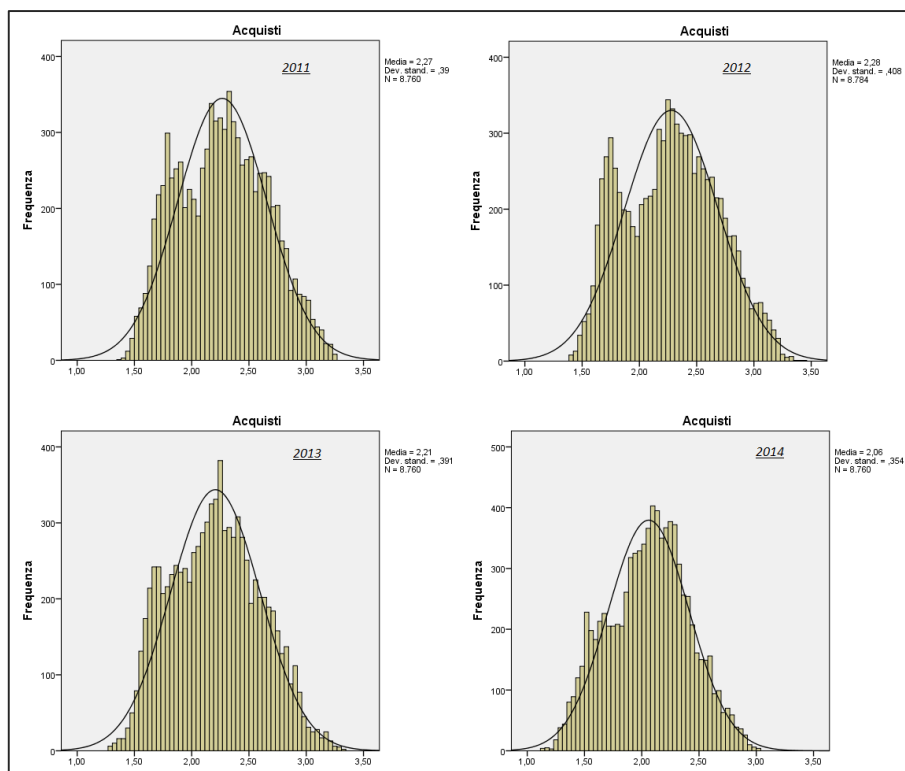 Acquisti
2011
Media = 2,27
Dev. stand. = ,39
N = 8.760
Frequenza
400
300
200
100
0
1,00 1,50 2,00 2,50 3,00 3,50
Acquisti
2012
Media = 2,28
Dev. stand. = ,408
N = 8.784
Frequenza
400
300
200
100
0
1,00 1,50 2,00 2,50 3,00 3,50
Acquisti
2013
Media = 2,21
Dev. stand. = ,391
N = 8.760
Frequenza
400
300
200
100
0
1,00 1,50 2,00 2,50 3,00 3,50
Acquisti
2014
Media = 2,06
Dev. stand. = ,354
N = 8.760
Frequenza
500
400
300
200
100
0
1,00 1,50 2,00 2,50 3,00 3,50